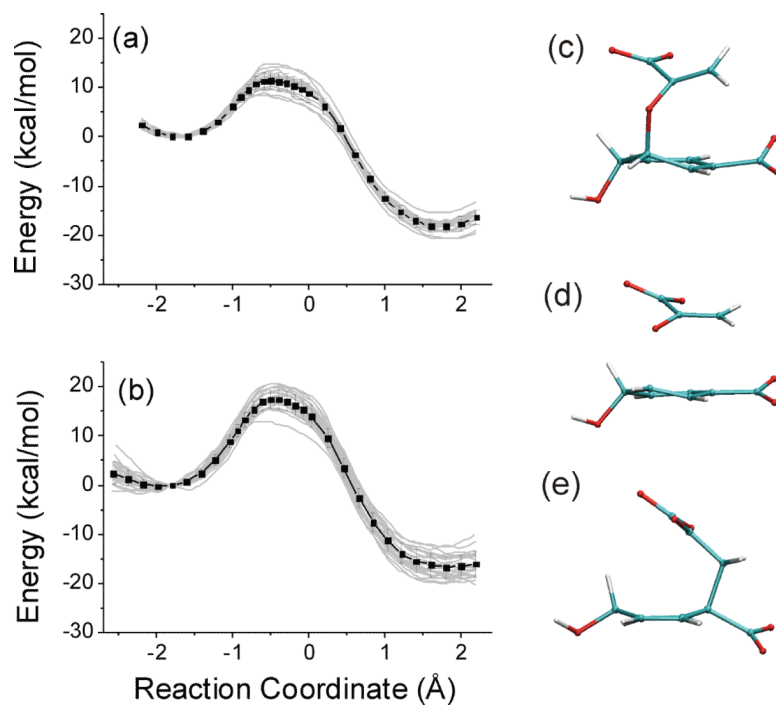 (a)
Energy (kcal/mol)
20
10
0
-10
-20
-30
-2 -1 0 1 2
(b)
Energy (kcal/mol)
20
10
0
-10
-20
-30
-2 -1 0 1 2
Reaction Coordinate (Å)
(c)
(d)
(e)